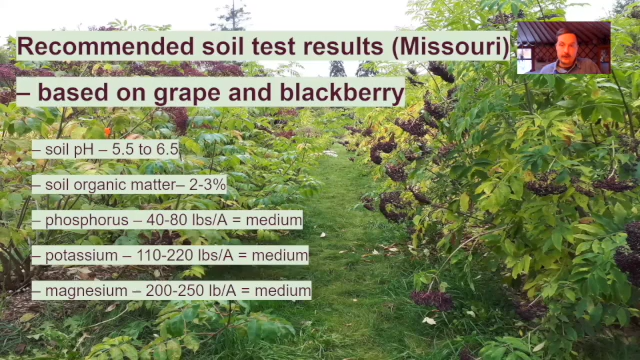 Recommended soil test results (Missouri)
– based on grape and blackberry
– soil pH – 5.5 to 6.5
– soil organic matter– 2-3%
– phosphorus – 40-80 lbs/A = medium
– potassium – 110-220 lbs/A = medium
– magnesium – 200-250 lb/A = medium